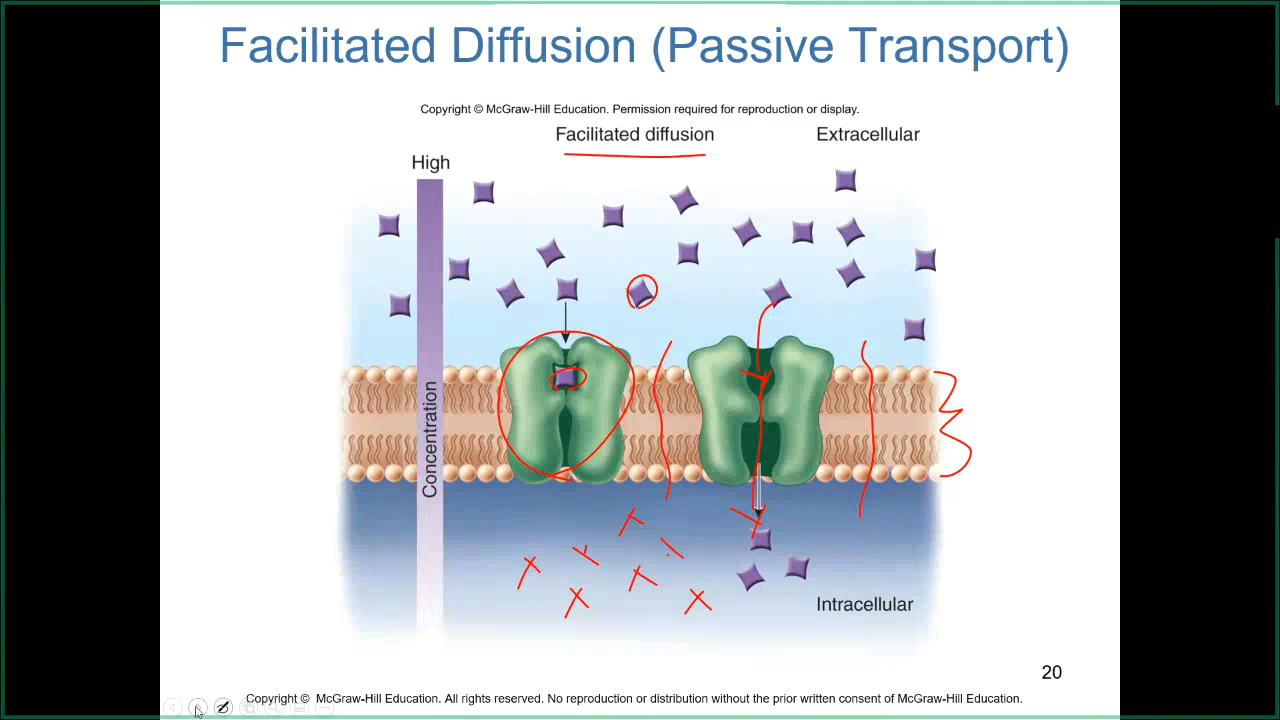 Facilitated Diffusion (Passive Transport)
Copyright © McGraw-Hill Education. Permission required for reproduction or display.
Facilitated diffusion
Extracellular
High
Concentration
Intracellular
20
Copyright © McGraw-Hill Education. All rights reserved. No reproduction or distribution without the prior written consent of McGraw-Hill Education.